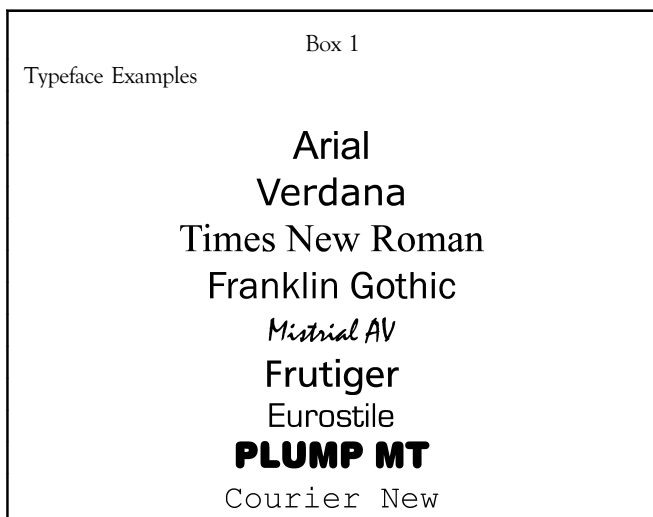 Box 1
Typeface Examples
Arial
Verdana
Times New Roman
Franklin Gothic
Mistrial AV
Frutiger
Eurostile
PLUMP MT
Courier New